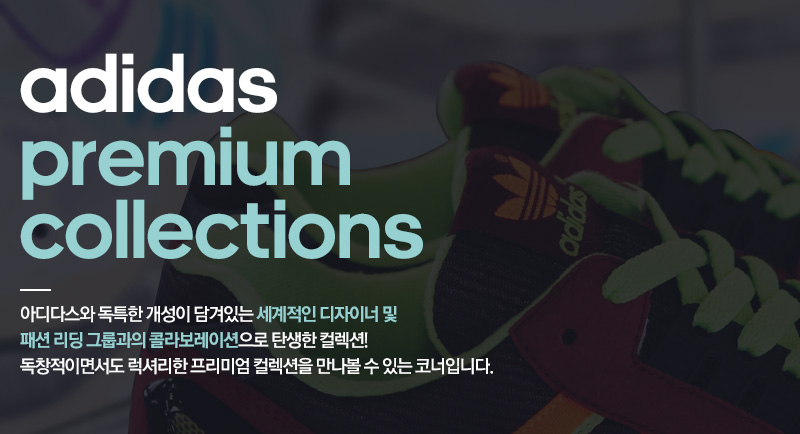 adidas
premium
collections
아디다스와 독특한 개성이 담겨있는 세계적인 디자이너 및
패션 리딩 그룹과의 콜라보레이션으로 탄생한 컬렉션!
독창적이면서도 럭셔리한 프리미엄 컬렉션을 만나볼 수 있는 코너입니다.
adidas